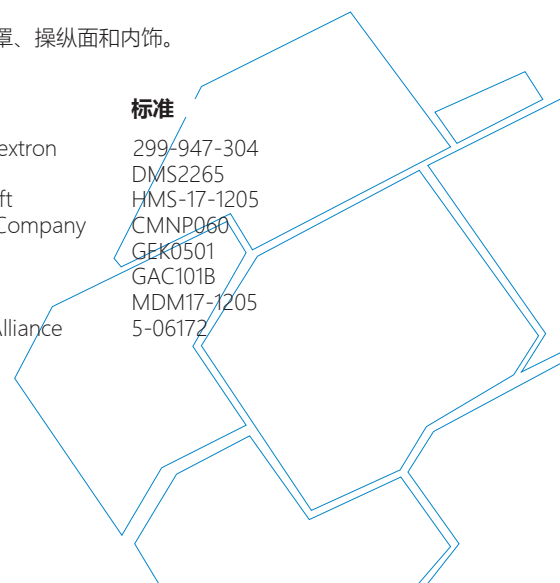 罩、操纵面和内饰。
标准
extron 299-947-304
DMS2265
ft HMS-17-1205
Company CMNP060
GEK0501
GAC101B
MDM17-1205
Alliance 5-06172